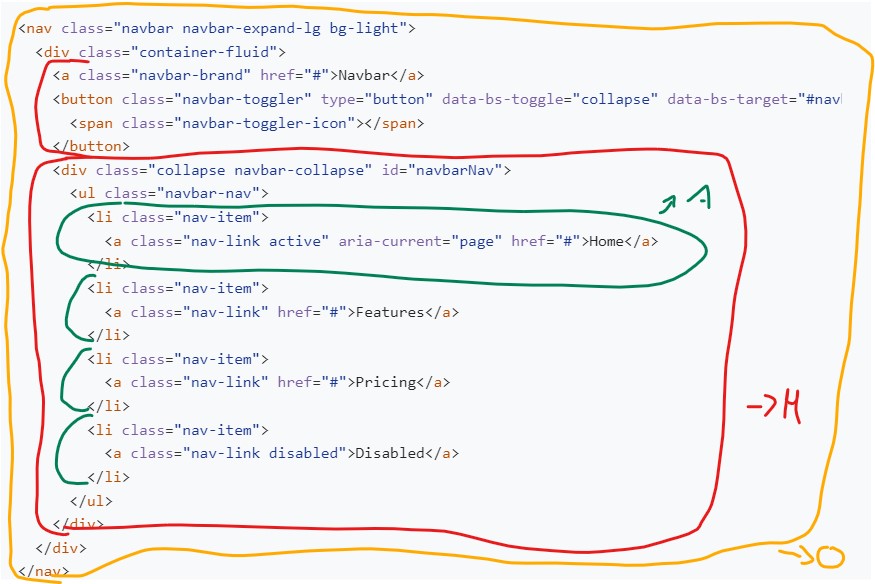 <nav class="navbar navbar-expand-lg bg-light">
<div class="container-fluid">
<a class="navbar-brand" href="#">Navbar</a>
<button class="navbar-toggler" type="button" data-bs-toggle="collapse" data-bs-target="#nav
<span class="navbar-toggler-icon"></span>
</button>
<div class="collapse navbar-collapse" id="navbarNav">
<ul class="navbar-nav">
<li class="nav-item">
A
<a class="nav-link active" aria-current="page" href="#">Home</a>
</li>
<li class="nav-item">
<a class="nav-link" href="#">Features</a>
</li>
<li class="nav-item">
<a class="nav-link" href="#">Pricing</a>
</li>
M
<li class="nav-item">
<a class="nav-link disabled">Disabled</a>
</li>
</ul>
</div>
</div>
O
</nav>